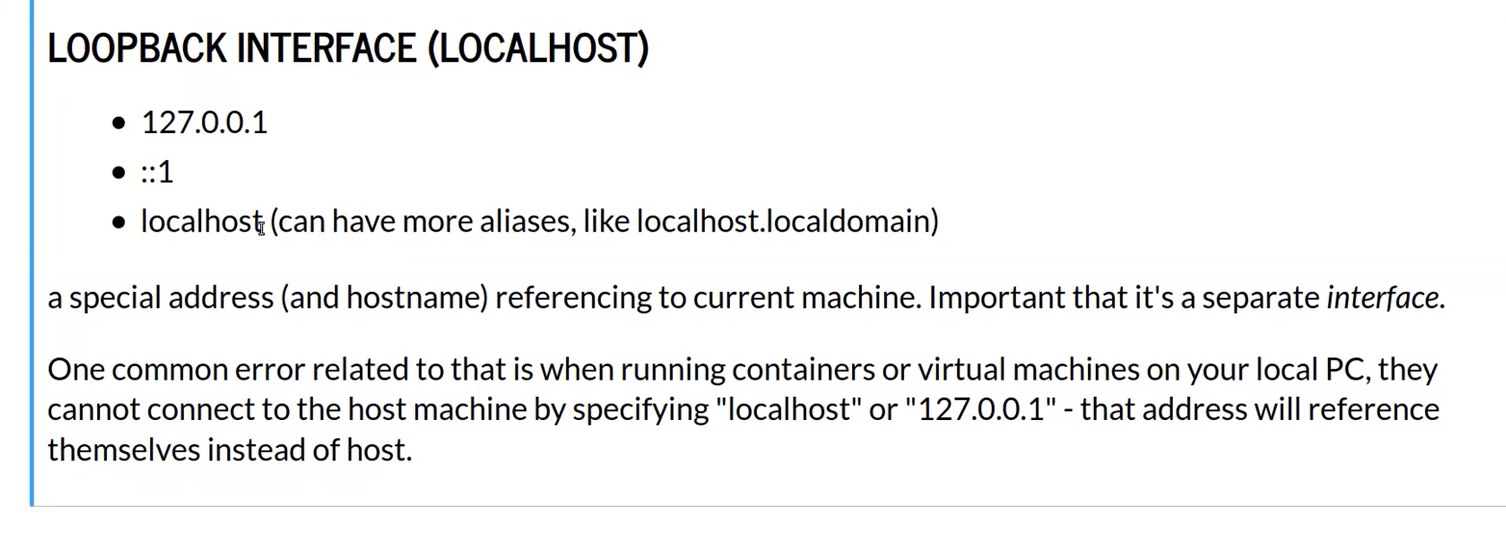 LOOPBACK INTERFACE (LOCALHOST)
127.0.0.1
::1
localhost (can have more aliases, like localhost.localdomain)
a special address (and hostname) referencing to current machine. Important that it's a separate interface.
One common error related to that is when running containers or virtual machines on your local PC, they
cannot connect to the host machine by specifying "localhost" or "127.0.0.1" - that address will reference
themselves instead of host.